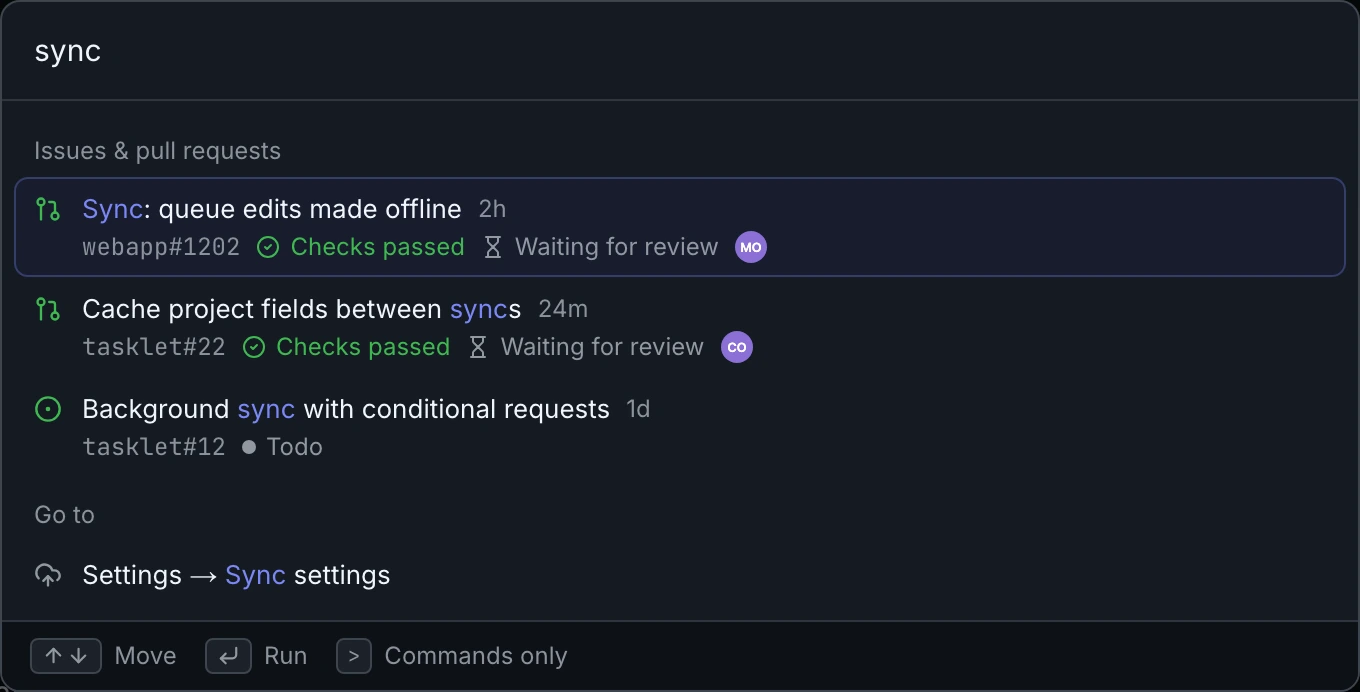 sync
Issues & pull requests
Sync: queue edits made offline 2h
webapp#1202 Checks passed Waiting for review MO
Cache project fields between syncs 24m
tasklet#22 Checks passed Waiting for review CO
Background sync with conditional requests 1d
tasklet#12 Todo
Go to
Settings → Sync settings
↑ ↓ Move ↵ Run > Commands only